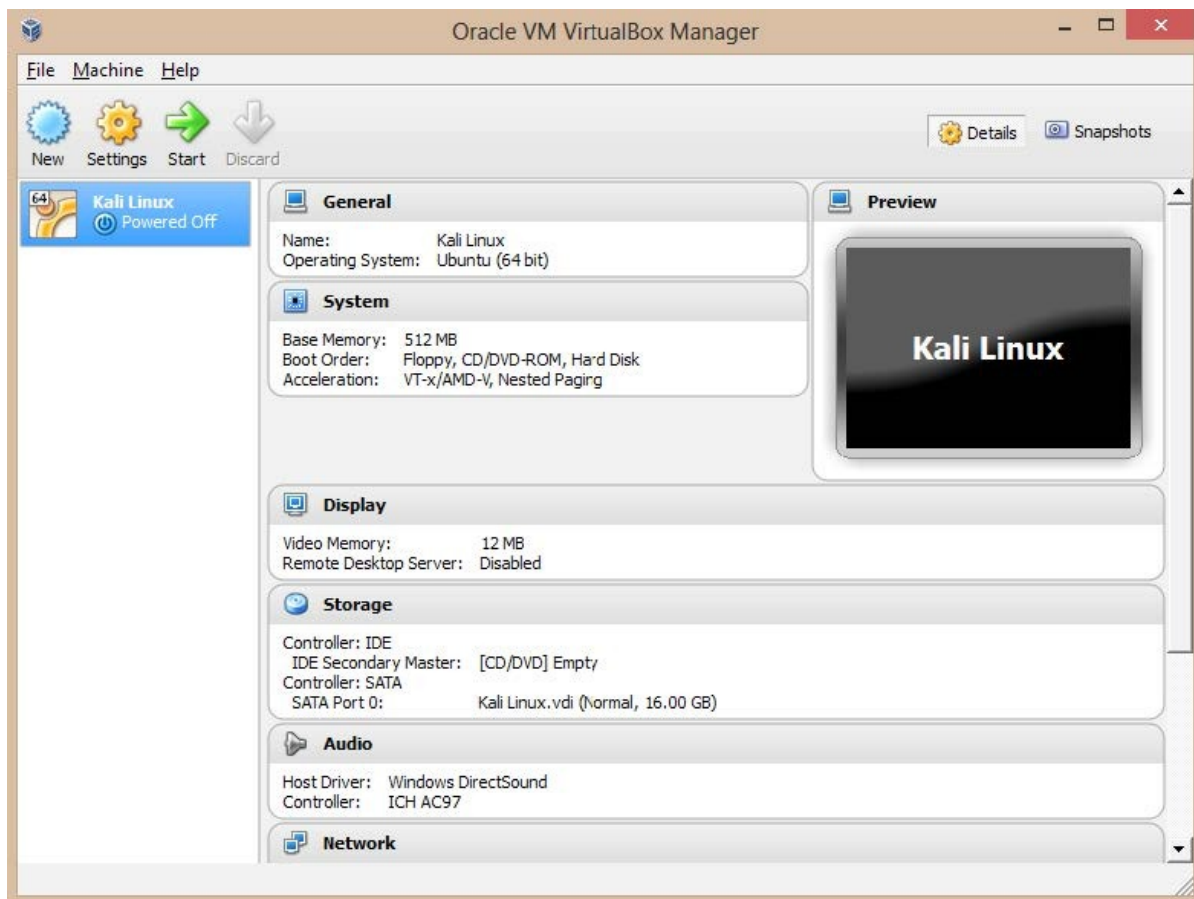 Oracle VM VirtualBox Manager
File Machine Help
New Settings Start Discard
Details Snapshots
64
Kali Linux
Powered Off
General
Name: Kali Linux
Operating System: Ubuntu (64 bit)
System
Base Memory: 512 MB
Boot Order: Floppy, CD/DVD-ROM, Hard Disk
Acceleration: VT-x/AMD-V, Nested Paging
Preview
Kali Linux
Display
Video Memory: 12 MB
Remote Desktop Server: Disabled
Storage
Controller: IDE
IDE Secondary Master: [CD/DVD] Empty
Controller: SATA
SATA Port 0: Kali Linux.vdi (Normal, 16.00 GB)
Audio
Host Driver: Windows DirectSound
Controller: ICH AC97
Network